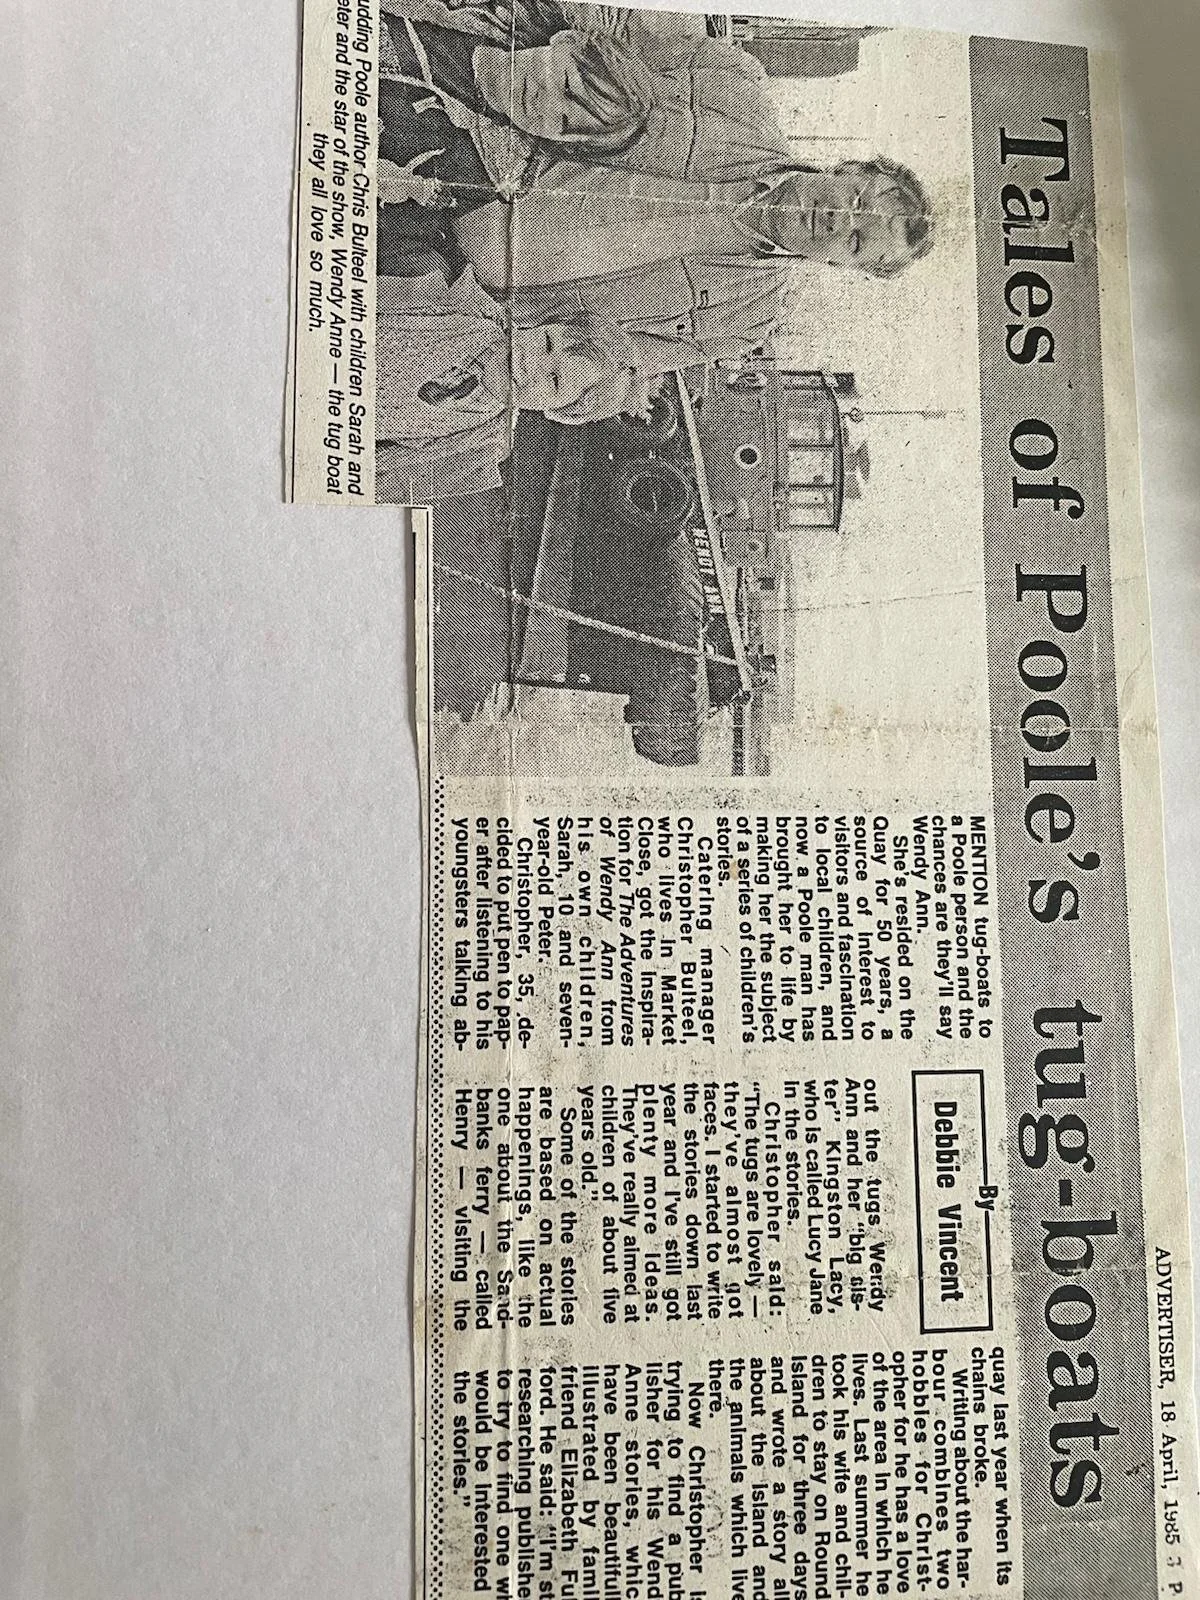 ADVERTISER, 18 April, 1985
Tales of Poole's tug-boats
WENDY ANN
udding Poole author Chris Bulteel with children Sarah and
eter and the star of the show, Wendy Anne — the tug boat
they all love so much.
MENTION tug-boats to
a Poole person and the
chances are they'll say
Wendy Ann.
She's resided on the
Quay for 50 years, a
source of interest to
visitors and fascination
to local children, and
now a Poole man has
brought her to life by
making her the subject
of a series of children's
stories.
Catering manager
Christopher Bulteel,
who lives in Market
Close, got the inspira-
tion for The Adventures
of Wendy Ann from
his own children,
Sarah, 10 and seven-
year-old Peter.
Christopher, 35, de-
cided to put pen to pap-
er after listening to his
youngsters talking ab-
By
Debbie Vincent
out the tugs Wendy
Ann and her "big sis-
ter" Kingston Lacy,
who is called Lucy Jane
in the stories.
Christopher said:
"The tugs are lovely —
they've almost got
faces. I started to write
the stories down last
year and I've still got
plenty more ideas.
They've really aimed at
children of about five
years old."
Some of the stories
are based on actual
happenings, like the
one about the Sand-
banks ferry — called
Henry — visiting the
quay last year when its
chains broke.
Writing about the har-
bour combines two
hobbles for Christ-
opher for he has a love
of the area in which he
lives. Last summer he
took his wife and chil-
dren to stay on Round
Island for three days
and wrote a story all
about the island and
the animals which live
there.
Now Christopher is
trying to find a pub
lisher for his Wend
Anne stories, whic
have been beautifull
illustrated by famil
friend Elizabeth Ful
ford. He said: "I'm st
researching publishe
to try to find one wh
would be interested
the stories."